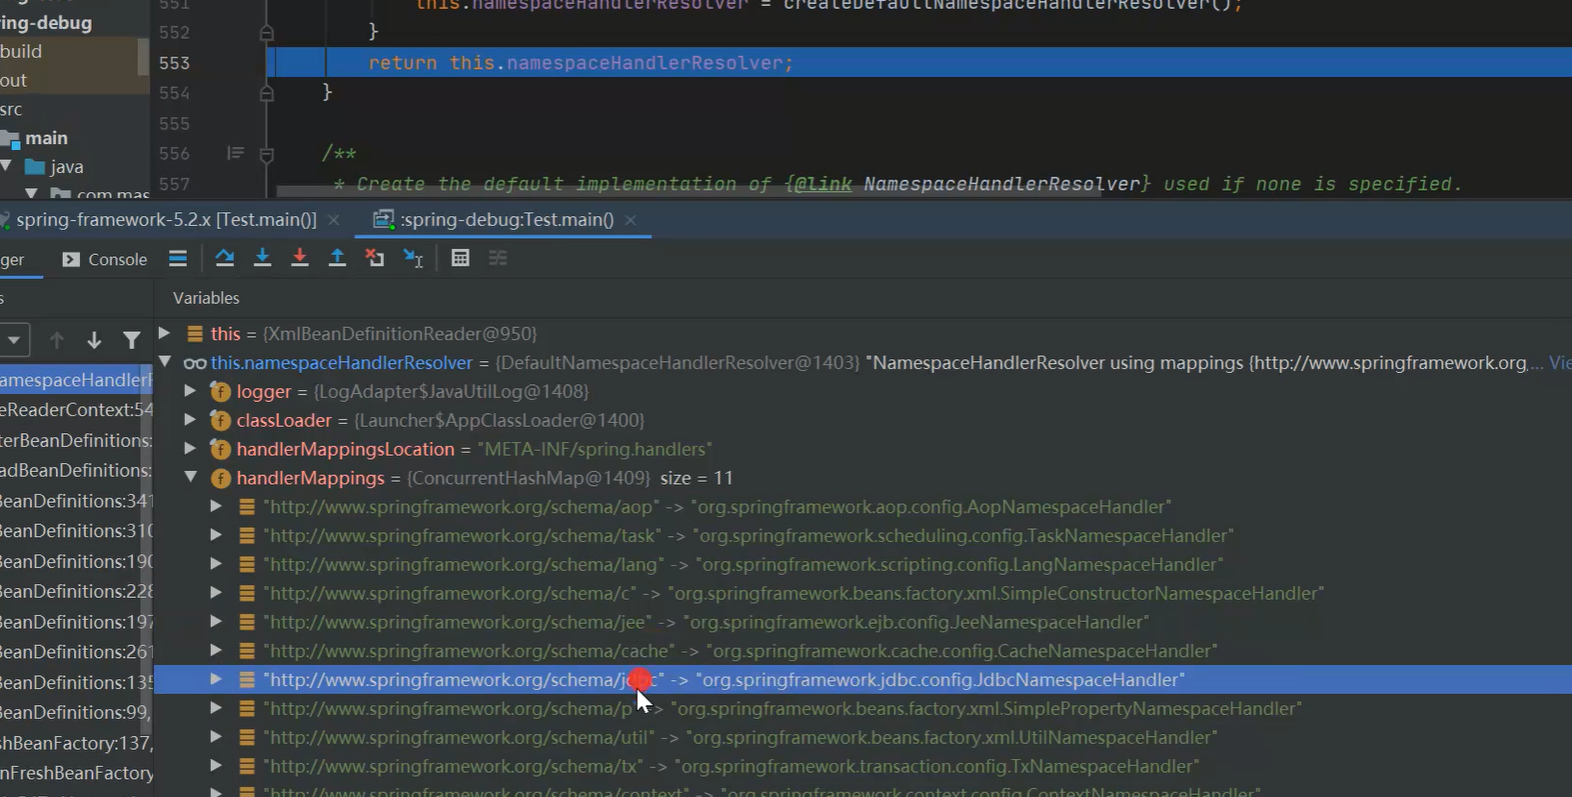 551 this.namespaceHandlerResolver = createDefaultNamespaceHandlerResolver();
ring-debug
552 }
build
553 return this.namespaceHandlerResolver;
out
554 }
src
555
main
556 /**
java
557 * Create the default implementation of {@link NamespaceHandlerResolver} used if none is specified.
com.mas
spring-framework-5.2.x [Test.main()] × :spring-debug:Test.main() ×
ger Console
s Variables
this = {XmlBeanDefinitionReader@950}
this.namespaceHandlerResolver = {DefaultNamespaceHandlerResolver@1403} "NamespaceHandlerResolver using mappings {http://www.springframework.org,... Vie
amespaceHandlerR
logger = {LogAdapter$JavaUtilLog@1408}
eReaderContext:54
classLoader = {Launcher$AppClassLoader@1400}
terBeanDefinitions:
handlerMappingsLocation = "META-INF/spring.handlers"
adBeanDefinitions:
handlerMappings = {ConcurrentHashMap@1409} size = 11
BeanDefinitions:341
"http://www.springframework.org/schema/aop" -> "org.springframework.aop.config.AopNamespaceHandler"
BeanDefinitions:310
"http://www.springframework.org/schema/task" -> "org.springframework.scheduling.config.TaskNamespaceHandler"
BeanDefinitions:190
"http://www.springframework.org/schema/lang" -> "org.springframework.scripting.config.LangNamespaceHandler"
BeanDefinitions:228
"http://www.springframework.org/schema/c" -> "org.springframework.beans.factory.xml.SimpleConstructorNamespaceHandler"
BeanDefinitions:197
"http://www.springframework.org/schema/jee" -> "org.springframework.ejb.config.JeeNamespaceHandler"
BeanDefinitions:261
"http://www.springframework.org/schema/cache" -> "org.springframework.cache.config.CacheNamespaceHandler"
BeanDefinitions:135
"http://www.springframework.org/schema/jdbc" -> "org.springframework.jdbc.config.JdbcNamespaceHandler"
BeanDefinitions:99,
"http://www.springframework.org/schema/p" -> "org.springframework.beans.factory.xml.SimplePropertyNamespaceHandler"
shBeanFactory:137,
"http://www.springframework.org/schema/util" -> "org.springframework.beans.factory.xml.UtilNamespaceHandler"
nFreshBeanFactory
"http://www.springframework.org/schema/tx" -> "org.springframework.transaction.config.TxNamespaceHandler"
"http://www.springframework.org/schema/context" -> "org.springframework.context.config.ContextNamespaceHandler"